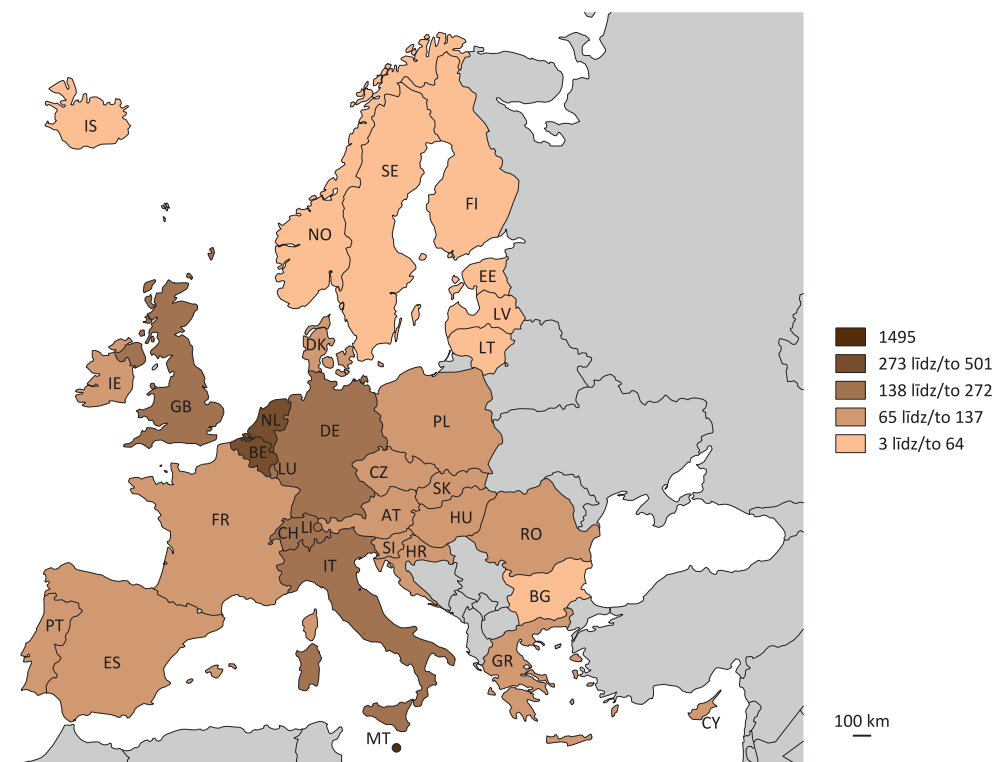 IS
SE
FI
NO
EE
LV
LT
DK
IE
GB
NL
DE
PL
BE
LU
CZ
SK
FR
AT
HU
RO
CH
LI
SI
HR
IT
BG
PT
ES
GR
CY
MT
1495
273 līdz/to 501
138 līdz/to 272
65 līdz/to 137
3 līdz/to 64
100 km